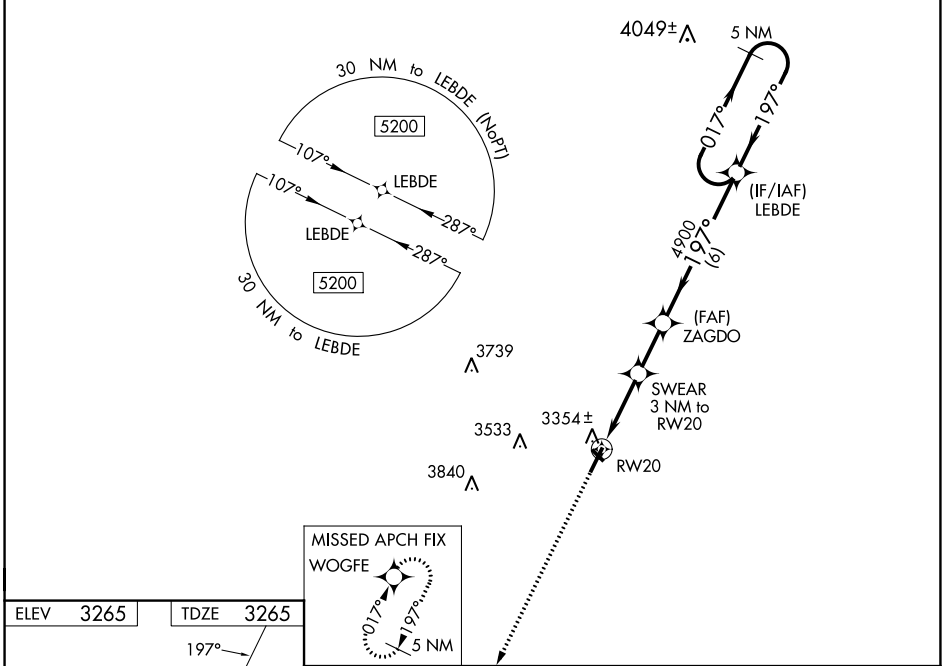 4049±
5 NM
30 NM to LEBDE (NoPT)
5200
107°
LEBDE
287°
107°
LEBDE
287°
5200
30 NM to LEBDE
017°
197°
(IF/IAF)
LEBDE
4900
197°
(6)
(FAF)
ZAGDO
SWEAR
3 NM to
RW20
3739
3533
3354±
3840
RW20
MISSED APCH FIX
WOGFE
017°
197°
5 NM
ELEV 3265
TDZE 3265
197°